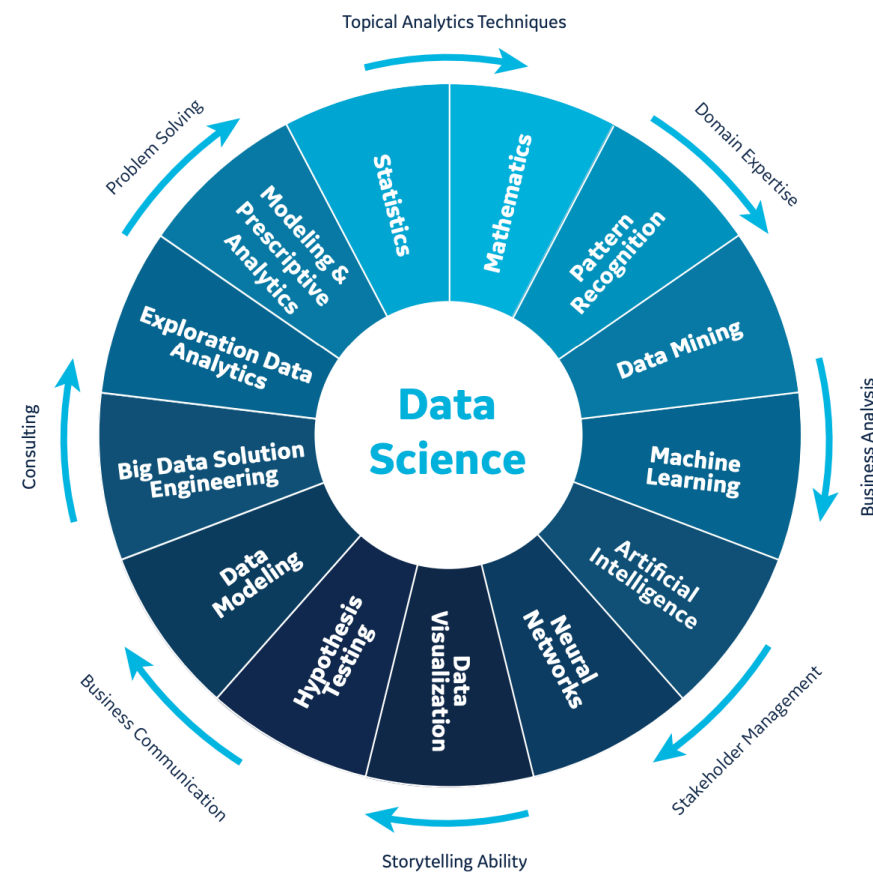 Topical Analytics Techniques
Domain Expertise
Business Analysis
Stakeholder Management
Storytelling Ability
Business Communication
Consulting
Problem Solving
Mathematics
Pattern
Recognition
Data Mining
Machine
Learning
Artificial
Intelligence
Neural
Networks
Data
Visualization
Hypothesis
Testing
Data
Modeling
Big Data Solution
Engineering
Exploration Data
Analytics
Modeling &
Prescriptive
Analytics
Statistics
Data
Science